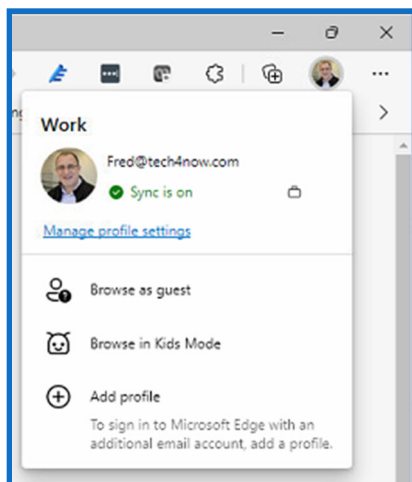 Work
Fred@tech4now.com
Sync is on
Manage profile settings
Browse as guest
Browse in Kids Mode
Add profile
To sign in to Microsoft Edge with an
additional email account, add a profile.